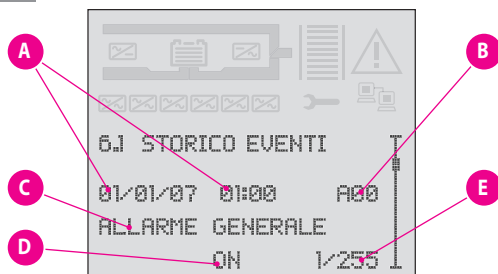 A
B
6.1 STORICO EVENTI
C
01/01/07 01:00 A00
E
ALLARME GENERALE
D
ON 1/255